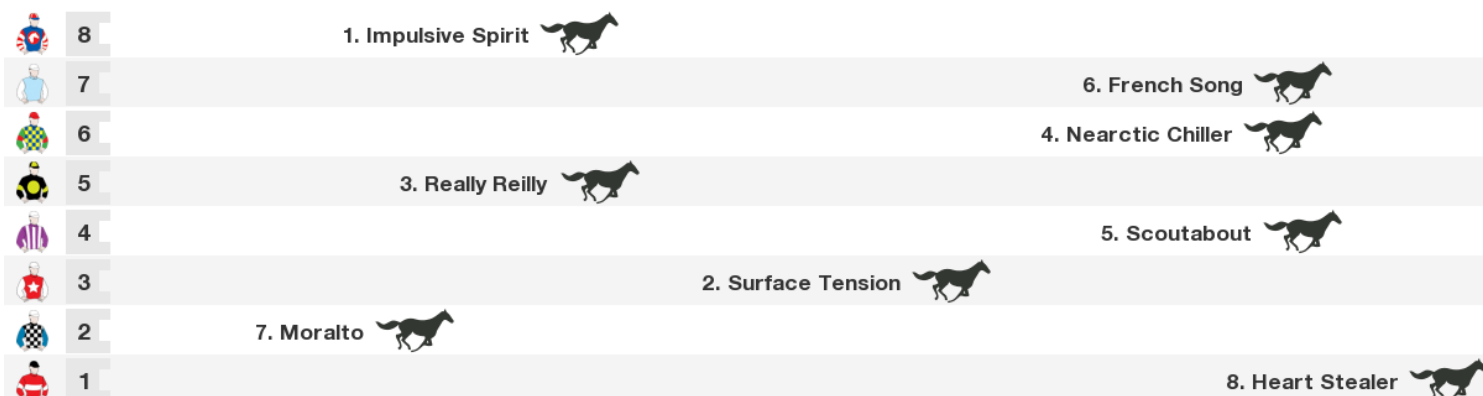 8 1. Impulsive Spirit
7 6. French Song
6 4. Nearctic Chiller
5 3. Really Reilly
4 5. Scoutabout
3 2. Surface Tension
2 7. Moralto
1 8. Heart Stealer